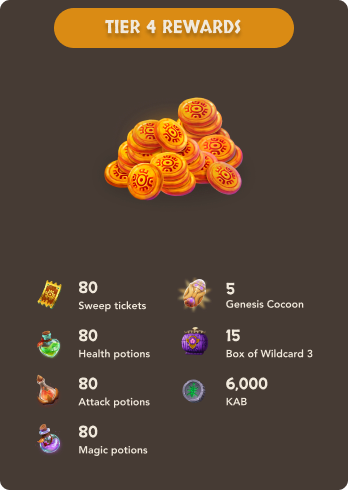 TIER 4 REWARDS
80
Sweep tickets
80
Health potions
80
Attack potions
80
Magic potions
5
Genesis Cocoon
15
Box of Wildcard 3
6,000
KAB